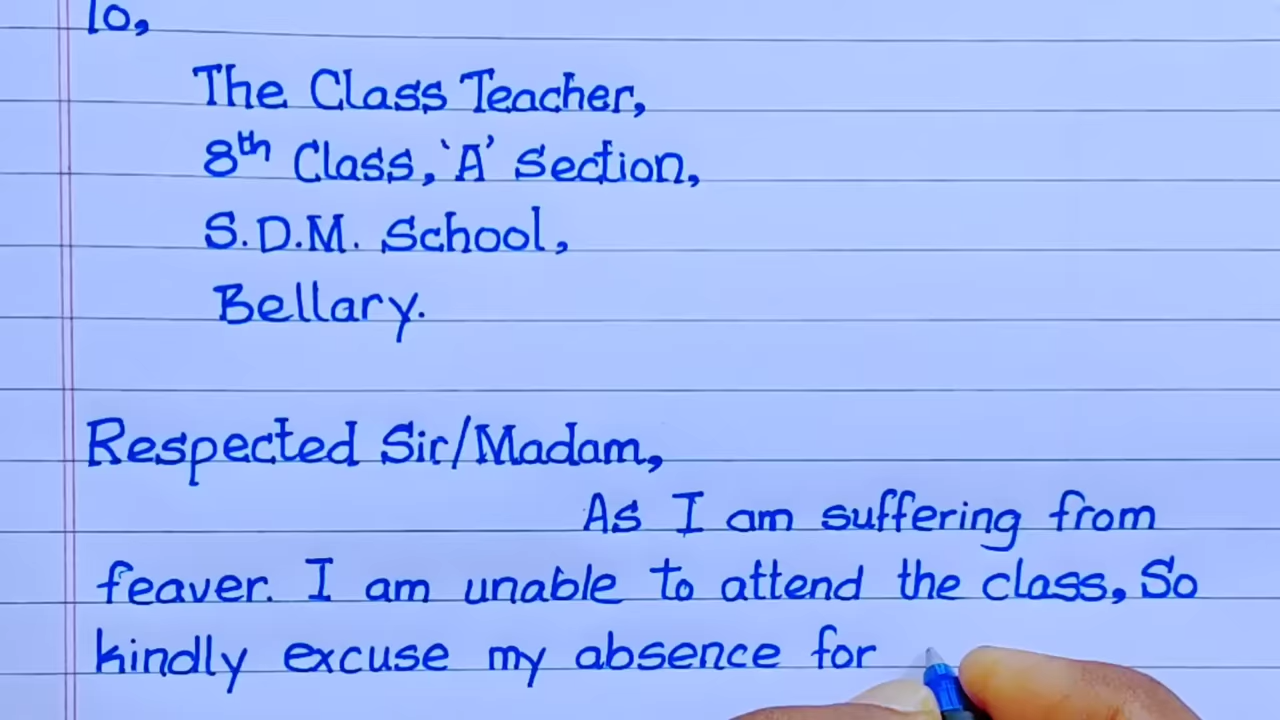 To,
The Class Teacher,
8th Class, 'A' Section,
S.D.M. School,
Bellary.
Respected Sir/Madam,
As I am suffering from
feaver. I am unable to attend the class, So
kindly excuse my absence for